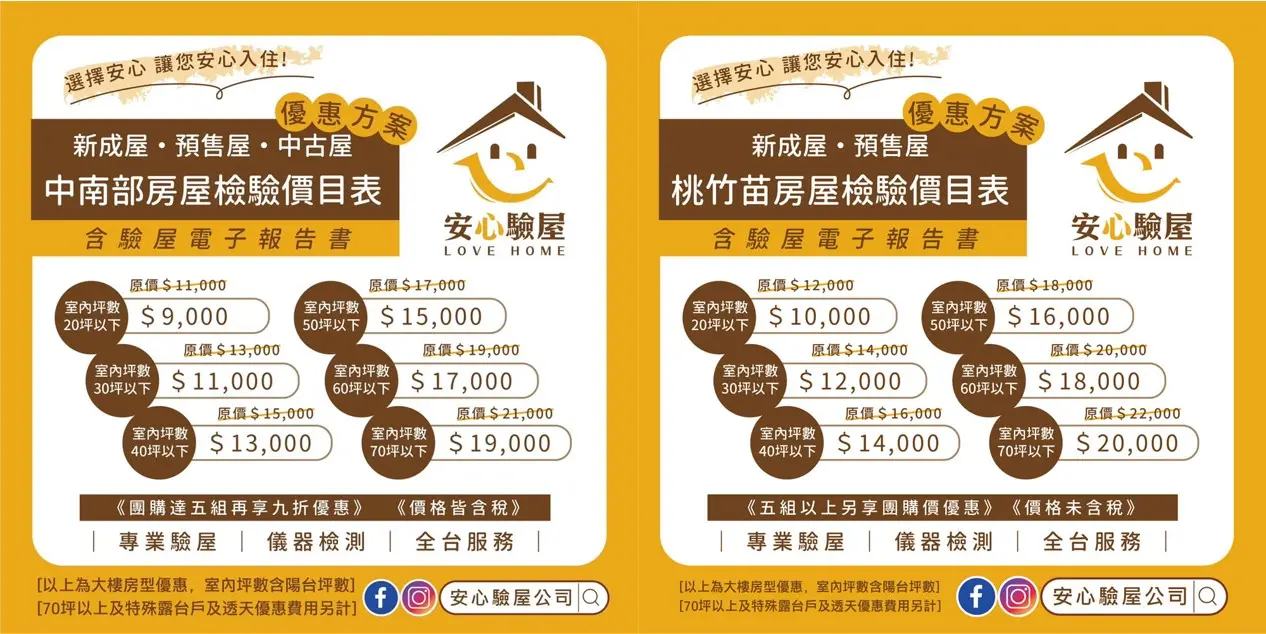 選擇安心 讓您安心入住!
優惠方案
新成屋・預售屋・中古屋
中南部房屋檢驗價目表
含驗屋電子報告書
安心驗屋
LOVE HOME
原價$11,000
室內坪數
20坪以下
$9,000
原價$13,000
室內坪數
30坪以下
$11,000
原價$15,000
室內坪數
40坪以下
$13,000
原價$17,000
室內坪數
50坪以下
$15,000
原價$19,000
室內坪數
60坪以下
$17,000
原價$21,000
室內坪數
70坪以下
$19,000
《團購達五組再享九折優惠》 《價格皆含稅》
| 專業驗屋 | 儀器檢測 | 全台服務 |
[以上為大樓房型優惠，室內坪數含陽台坪數]
[70坪以上及特殊露台戶及透天優惠費用另計]
安心驗屋公司
選擇安心 讓您安心入住!
優惠方案
新成屋・預售屋
桃竹苗房屋檢驗價目表
含驗屋電子報告書
安心驗屋
LOVE HOME
原價$12,000
室內坪數
20坪以下
$10,000
原價$14,000
室內坪數
30坪以下
$12,000
原價$16,000
室內坪數
40坪以下
$14,000
原價$18,000
室內坪數
50坪以下
$16,000
原價$20,000
室內坪數
60坪以下
$18,000
原價$22,000
室內坪數
70坪以下
$20,000
《五組以上另享團購價優惠》《價格未含稅》
| 專業驗屋 | 儀器檢測 | 全台服務 |
[以上為大樓房型優惠，室內坪數含陽台坪數]
[70坪以上及特殊露台戶及透天優惠費用另計]
安心驗屋公司